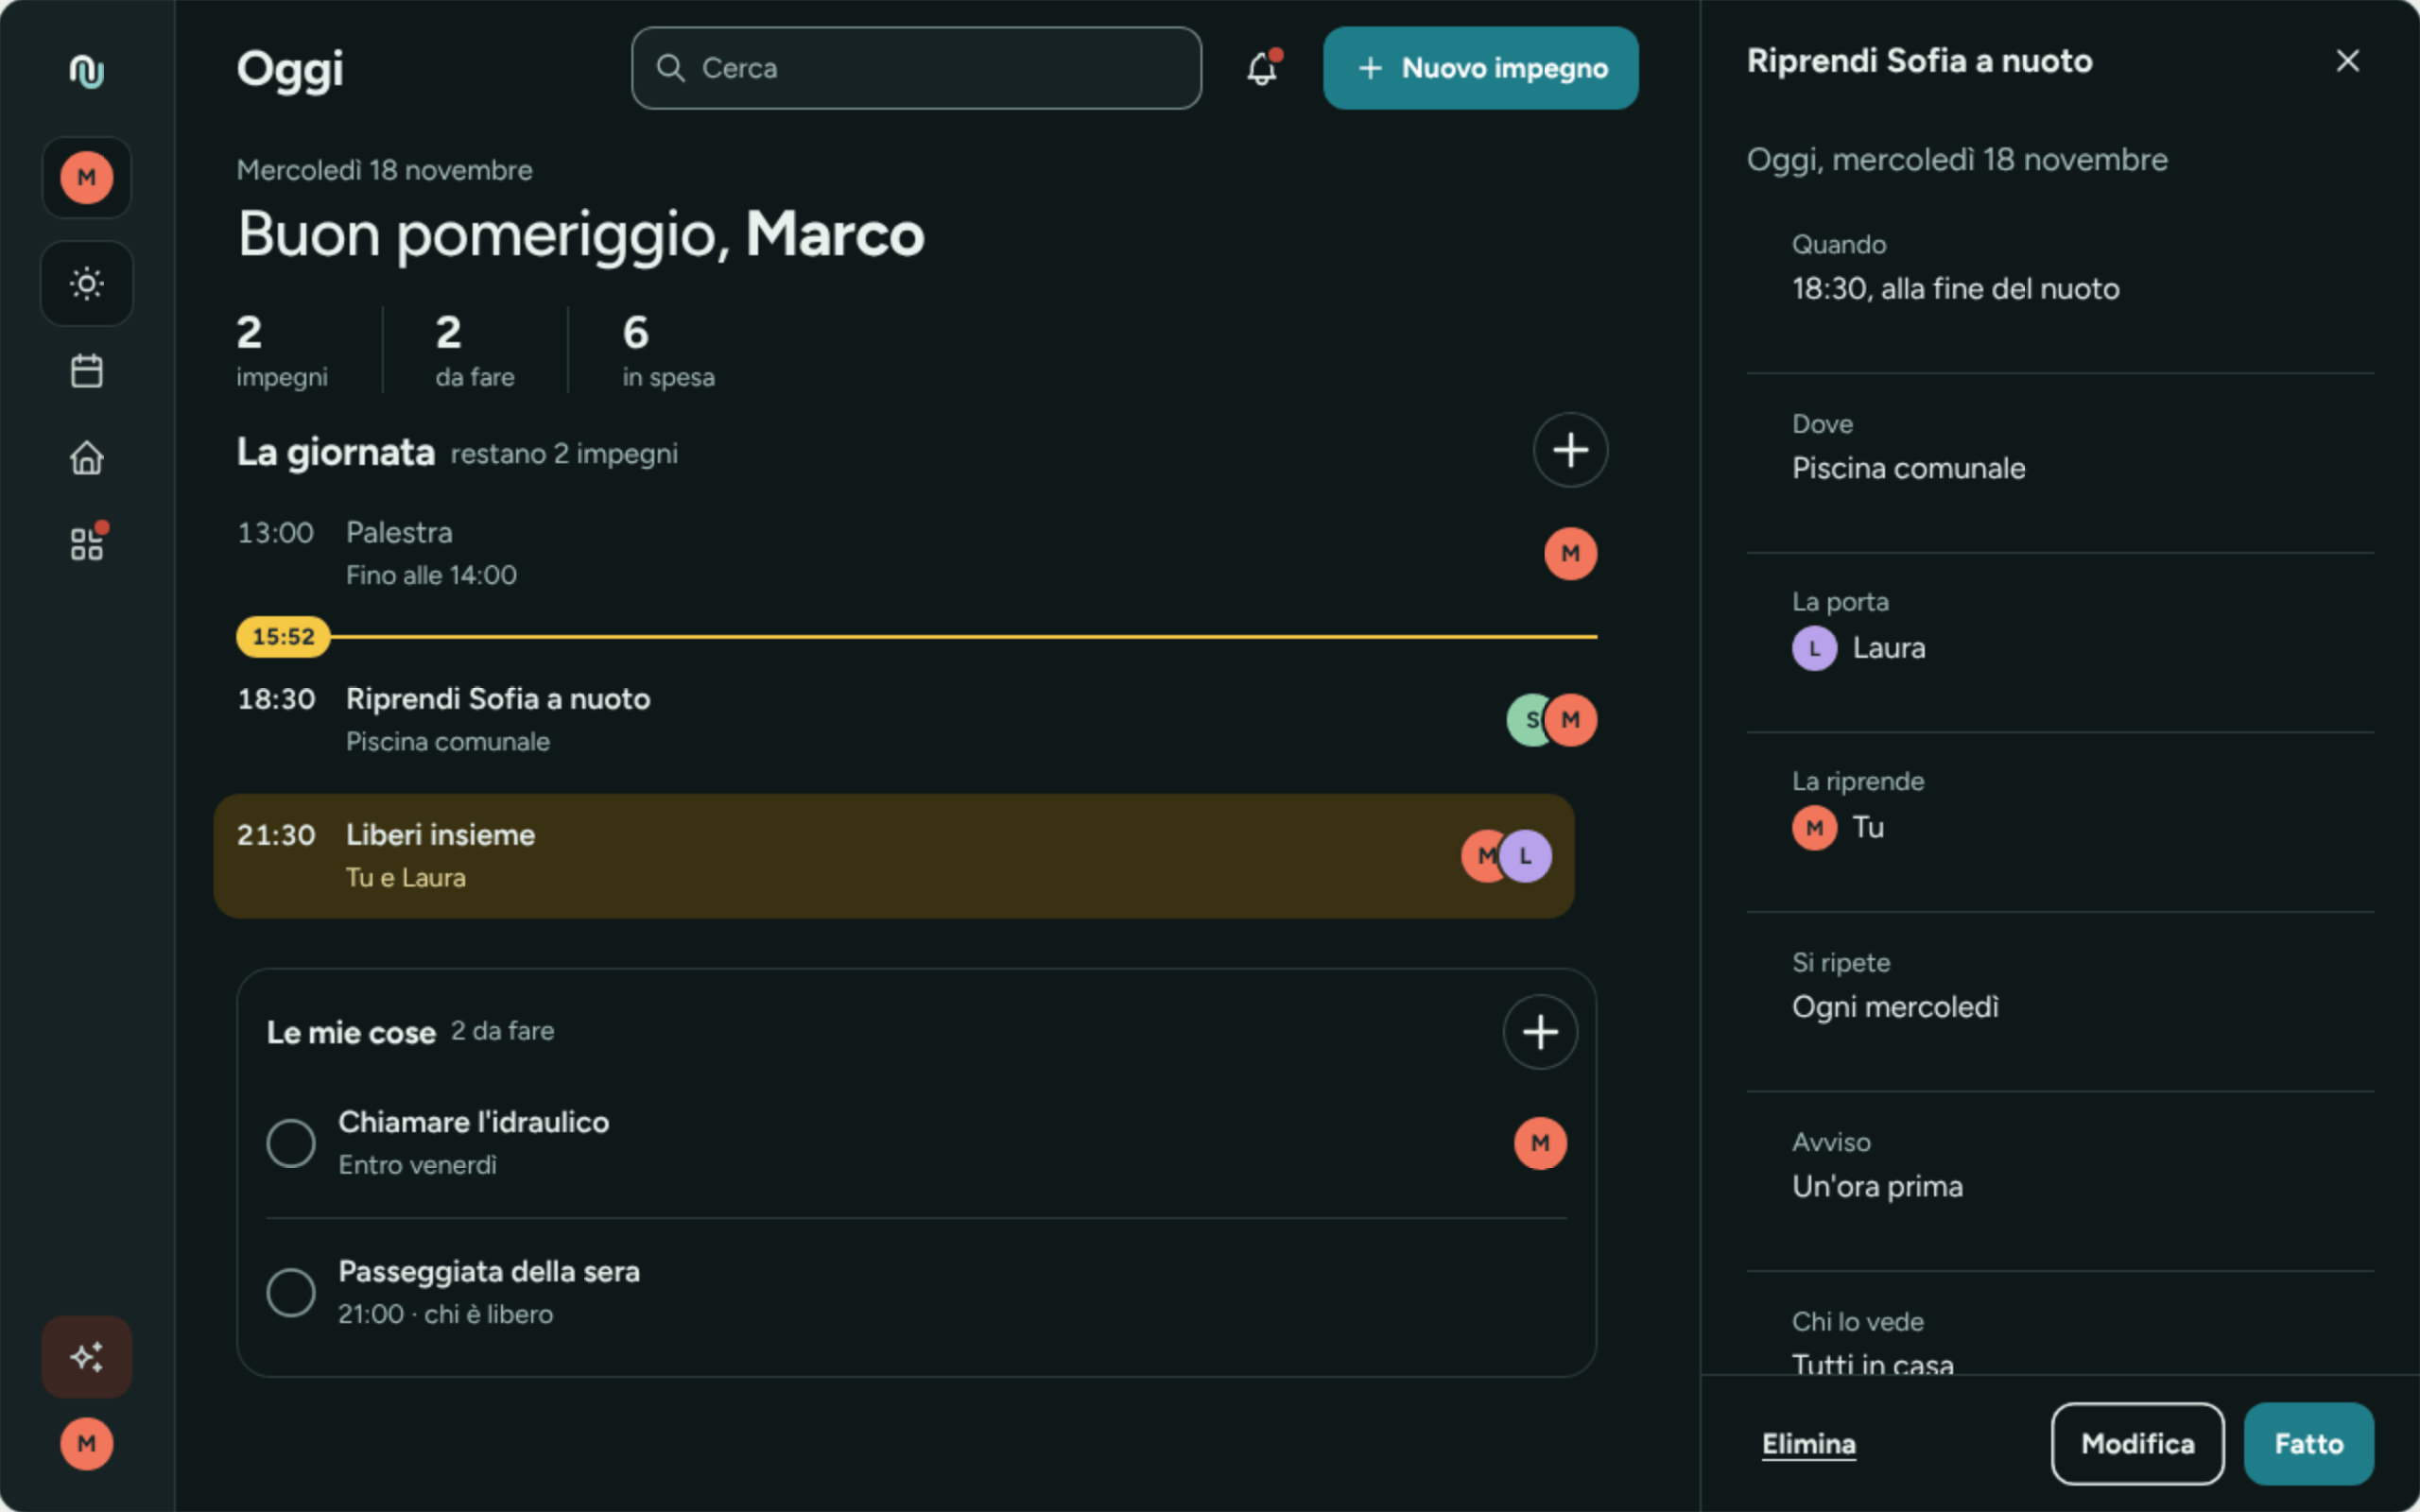 Oggi
Cerca
Nuovo impegno
M
Mercoledì 18 novembre
Buon pomeriggio, Marco
2
impegni
2
da fare
6
in spesa
La giornata restano 2 impegni
13:00 Palestra
Fino alle 14:00
M
15:52
18:30 Riprendi Sofia a nuoto
Piscina comunale
S M
21:30 Liberi insieme
Tu e Laura
M L
Le mie cose 2 da fare
Chiamare l'idraulico
Entro venerdì
M
Passeggiata della sera
21:00 · chi è libero
M
Riprendi Sofia a nuoto
Oggi, mercoledì 18 novembre
Quando
18:30, alla fine del nuoto
Dove
Piscina comunale
La porta
L Laura
La riprende
M Tu
Si ripete
Ogni mercoledì
Avviso
Un'ora prima
Chi lo vede
Tutti in casa
Elimina
Modifica
Fatto